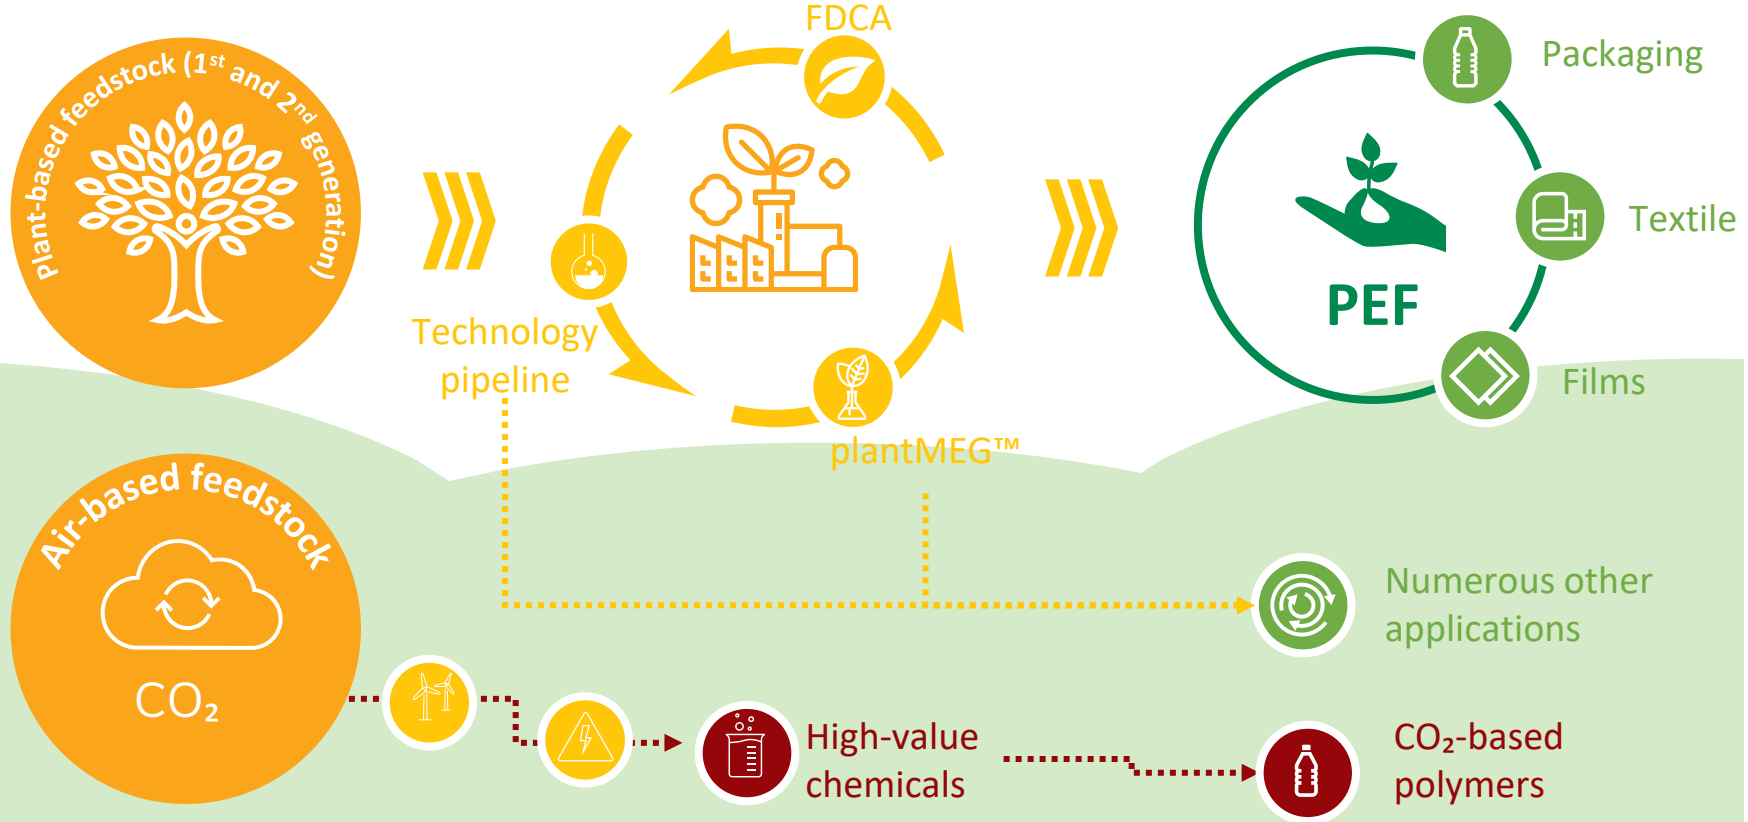 Plant-based feedstock (1st and 2nd generation)
FDCA
Technology
pipeline
plantMEG™
PEF
Packaging
Textile
Films
Air-based feedstock
CO₂
Numerous other
applications
High-value
chemicals
CO₂-based
polymers